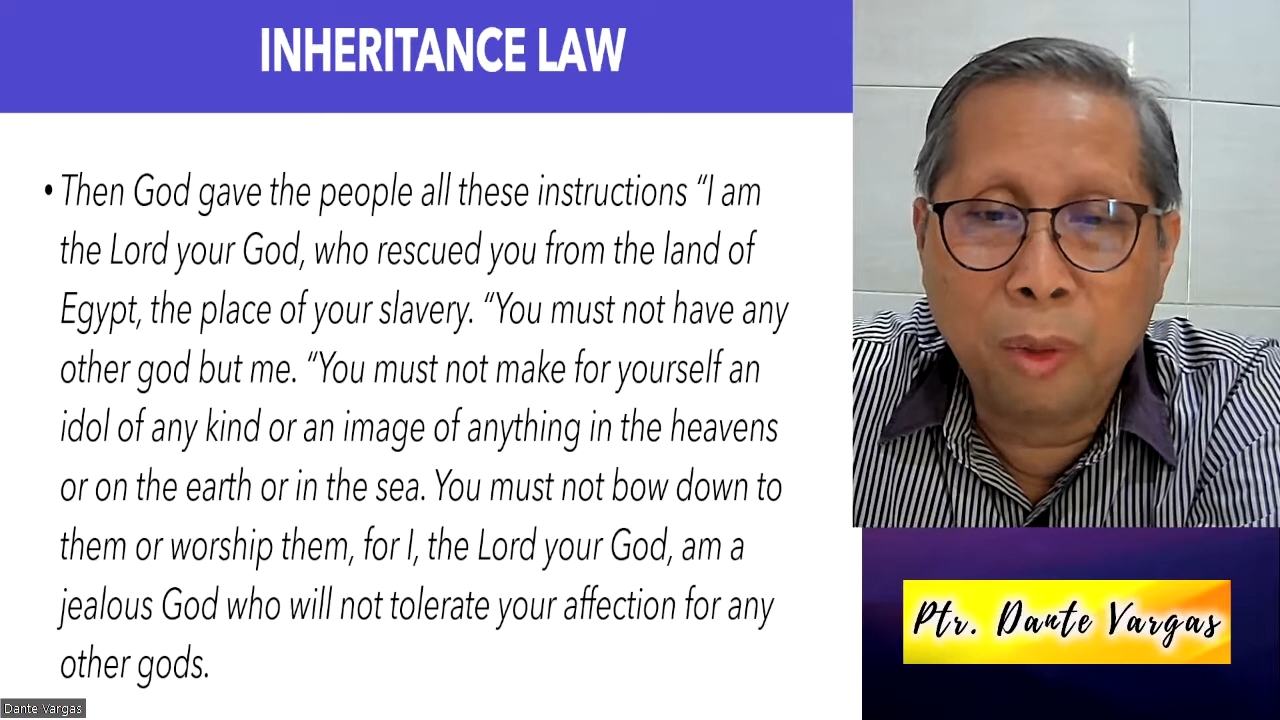 INHERITANCE LAW
• Then God gave the people all these instructions “I am
the Lord your God, who rescued you from the land of
Egypt, the place of your slavery. “You must not have any
other god but me. “You must not make for yourself an
idol of any kind or an image of anything in the heavens
or on the earth or in the sea. You must not bow down to
them or worship them, for I, the Lord your God, am a
jealous God who will not tolerate your affection for any
other gods.
Ptr. Dante Vargas
Dante Vargas